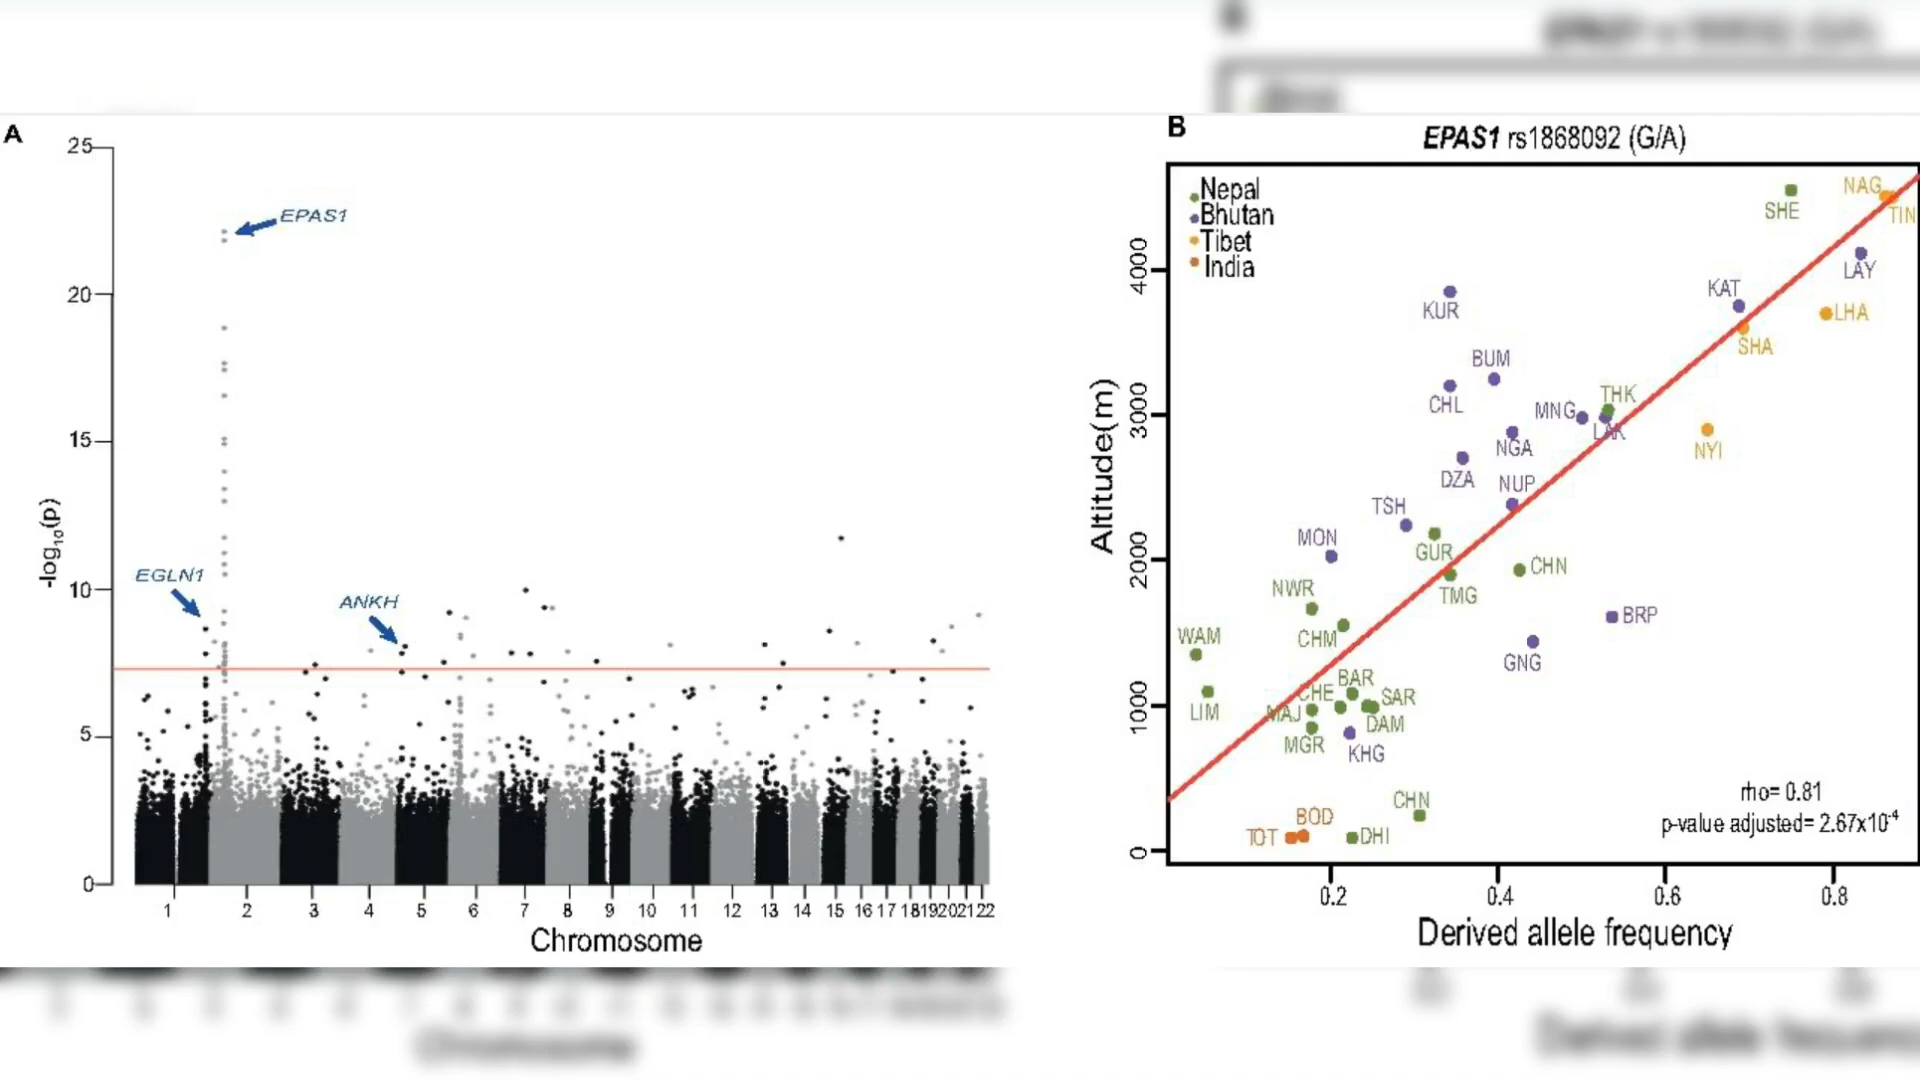 A
25
20
15
10
5
0
-log10(p)
EPAS1
EGLN1
ANKH
1 2 3 4 5 6 7 8 9 10 11 12 13 14 15 16 17 18 19 20 21 22
Chromosome
B
EPAS1 rs1868092 (G/A)
Nepal
Bhutan
Tibet
India
4000
3000
2000
1000
0
Altitude(m)
NAG
SHE
TIN
LAY
KAT
KUR
LHA
SHA
BUM
CHL
THK
MNG
LAK
NGA
NYI
DZA
NUP
TSH
MON
GUR
CHN
NWR
TMG
BRP
WAM
CHM
GNG
BAR
CHE
SAR
LIM
MAJ
DAM
MGR
KHG
CHN
BOD
TOT
DHI
rho= 0.81
p-value adjusted= 2.67x10-4
0.2 0.4 0.6 0.8
Derived allele frequency
Chromosome